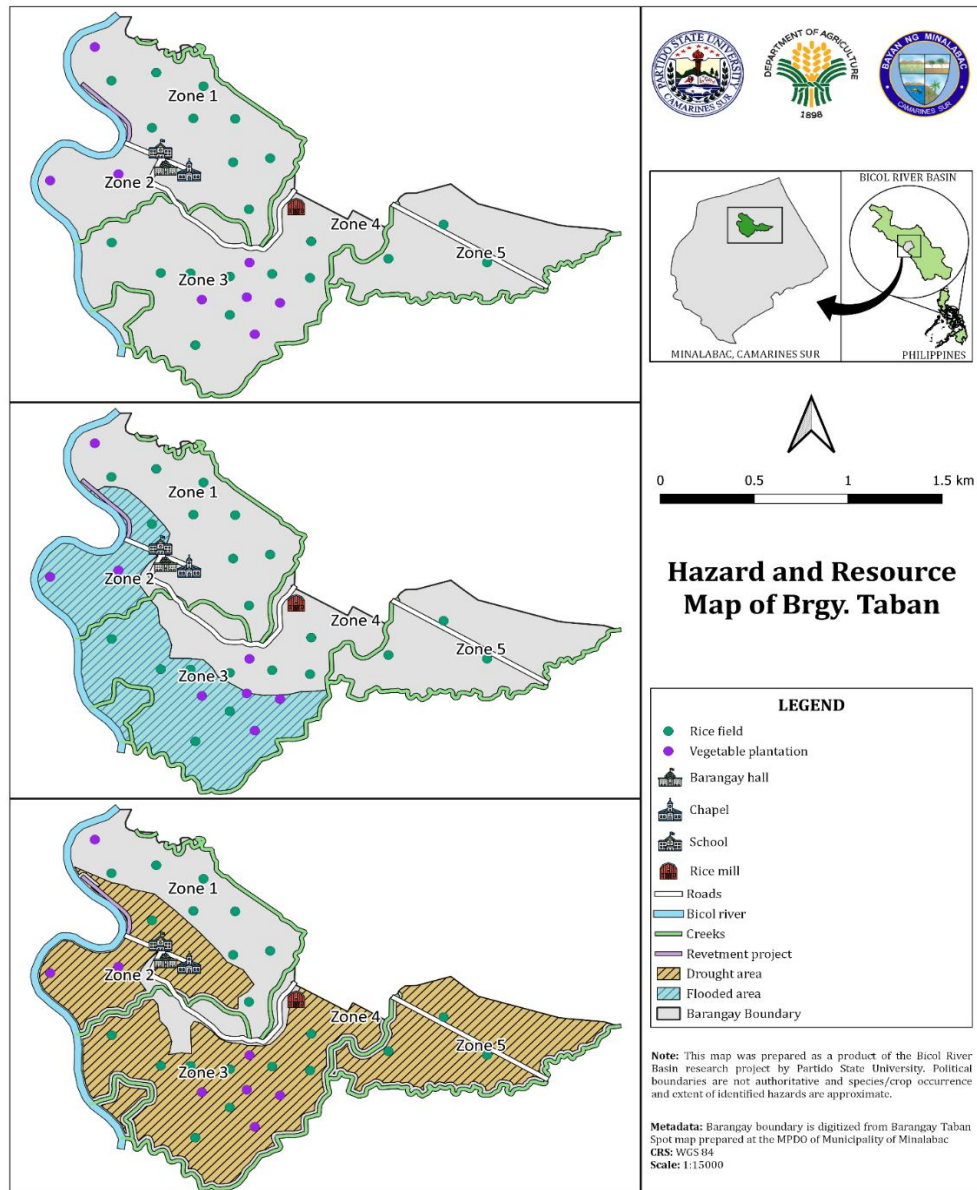 Zone 1
Zone 2
Zone 3
Zone 4
Zone 5
Zone 1
Zone 2
Zone 3
Zone 4
Zone 5
Zone 1
Zone 2
Zone 3
Zone 4
Zone 5
PARTIDO STATE UNIVERSITY
CAMARINES SUR
DEPARTMENT OF AGRICULTURE
1898
BAYAN NG MINALABAC
CAMARINES SUR
BICOL RIVER BASIN
MINALABAC, CAMARINES SUR
PHILIPPINES
0 0.5 1 1.5 km
Hazard and Resource
Map of Brgy. Taban
LEGEND
Rice field
Vegetable plantation
Barangay hall
Chapel
School
Rice mill
Roads
Bicol river
Creeks
Revetment project
Drought area
Flooded area
Barangay Boundary
Note: This map was prepared as a product of the Bicol River
Basin research project by Partido State University. Political
boundaries are not authoritative and species/crop occurrence
and extent of identified hazards are approximate.
Metadata: Barangay boundary is digitized from Barangay Taban
Spot map prepared at the MPDO of Municipality of Minalabac
CRS: WGS 84
Scale: 1:15000